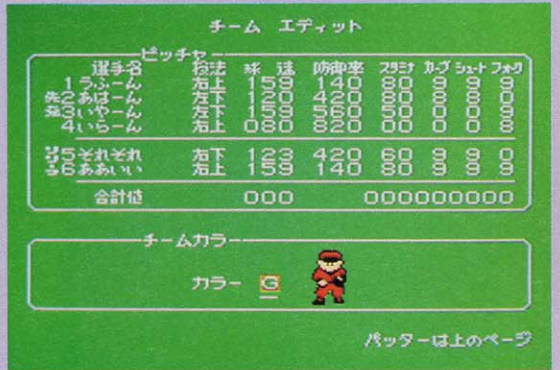 チーム エディット
ピッチャー
選手名 投法 球速 防御率 スタミナ カーブ シュート フォーク
1うふーん 右上 159 140 80 9 9 9
先2あはーん 左下 120 420 80 8 0 9
発3いやーん 左下 159 560 50 0 0 9
4いらーん 右上 080 820 00 0 0 8
5それぞれ 右下 123 420 60 9 9 0
6ああいい 右上 159 140 80 9 9 9
合計値 000 000000000
チームカラー
カラー G
バッターは上のページ